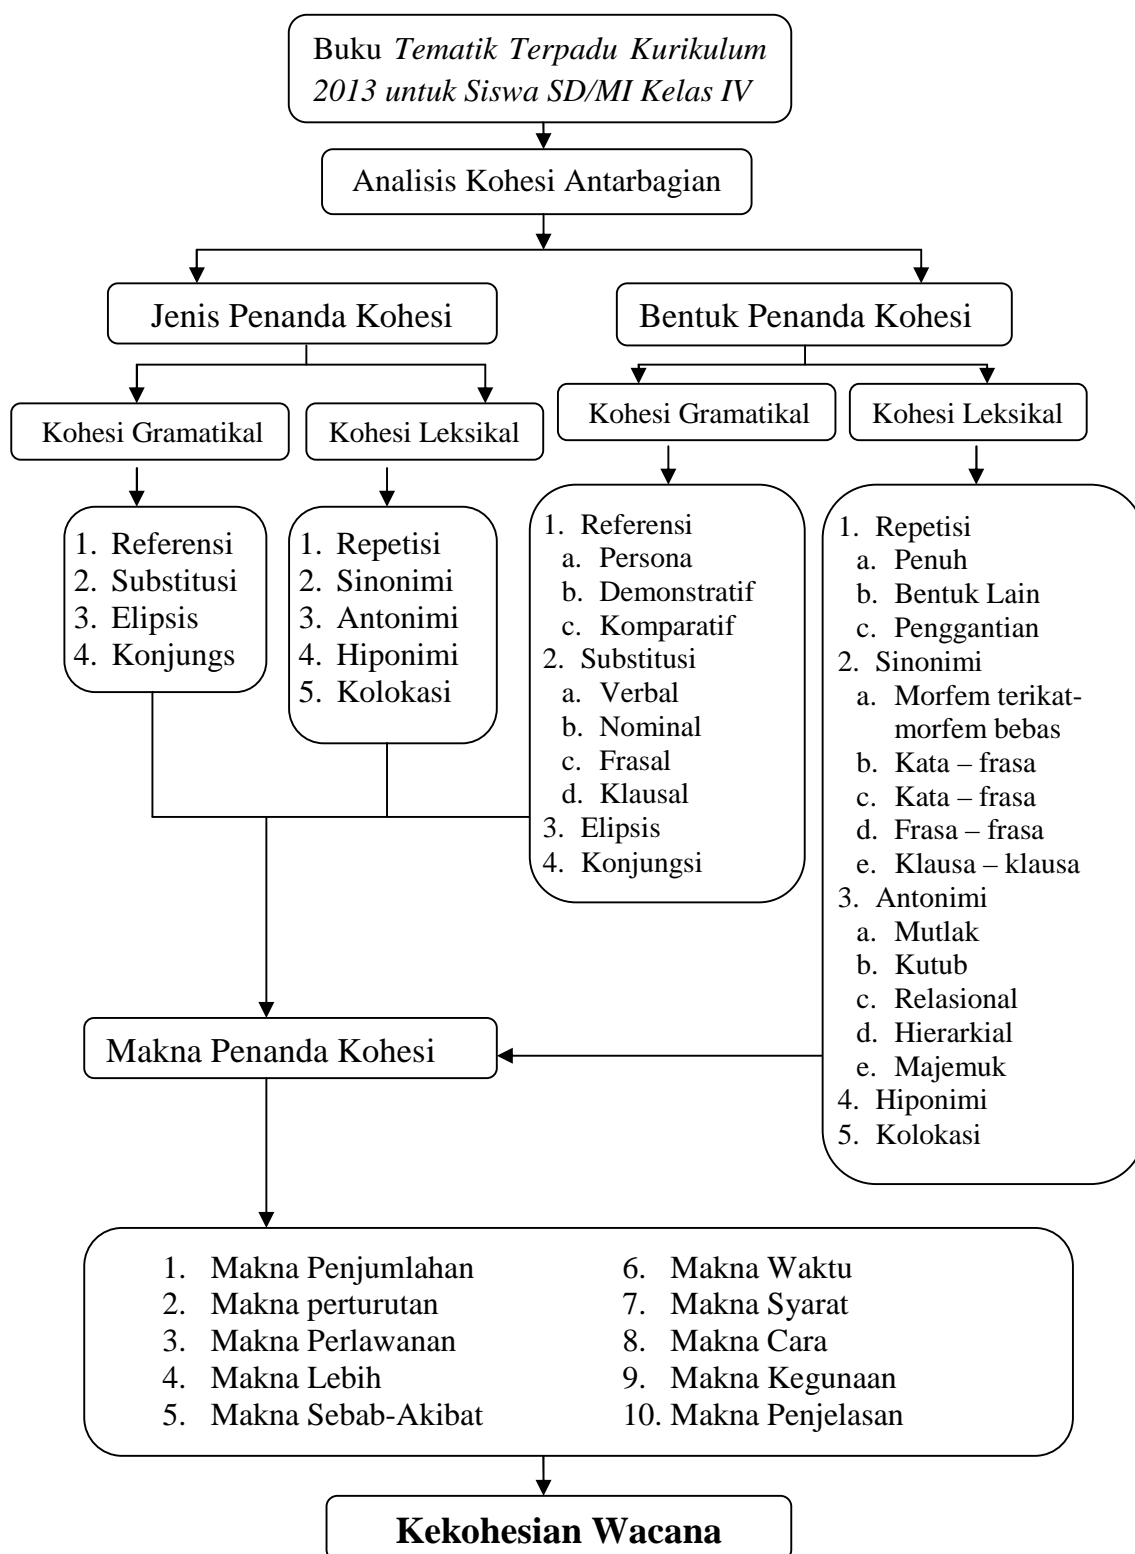 Buku Tematik Terpadu Kurikulum
2013 untuk Siswa SD/MI Kelas IV
Analisis Kohesi Antarbagian
Jenis Penanda Kohesi
Bentuk Penanda Kohesi
Kohesi Gramatikal
Kohesi Leksikal
Kohesi Gramatikal
Kohesi Leksikal
1. Referensi
2. Substitusi
3. Elipsis
4. Konjungs
1. Repetisi
2. Sinonimi
3. Antonimi
4. Hiponimi
5. Kolokasi
1. Referensi
a. Persona
b. Demonstratif
c. Komparatif
2. Substitusi
a. Verbal
b. Nominal
c. Frasal
d. Klausal
3. Elipsis
4. Konjungsi
1. Repetisi
a. Penuh
b. Bentuk Lain
c. Penggantian
2. Sinonimi
a. Morfem terikat-
morfem bebas
b. Kata – frasa
c. Kata – frasa
d. Frasa – frasa
e. Klausa – klausa
3. Antonimi
a. Mutlak
b. Kutub
c. Relasional
d. Hierarkial
e. Majemuk
4. Hiponimi
5. Kolokasi
Makna Penanda Kohesi
1. Makna Penjumlahan
2. Makna perturutan
3. Makna Perlawanan
4. Makna Lebih
5. Makna Sebab-Akibat
6. Makna Waktu
7. Makna Syarat
8. Makna Cara
9. Makna Kegunaan
10. Makna Penjelasan
Kekohesian Wacana